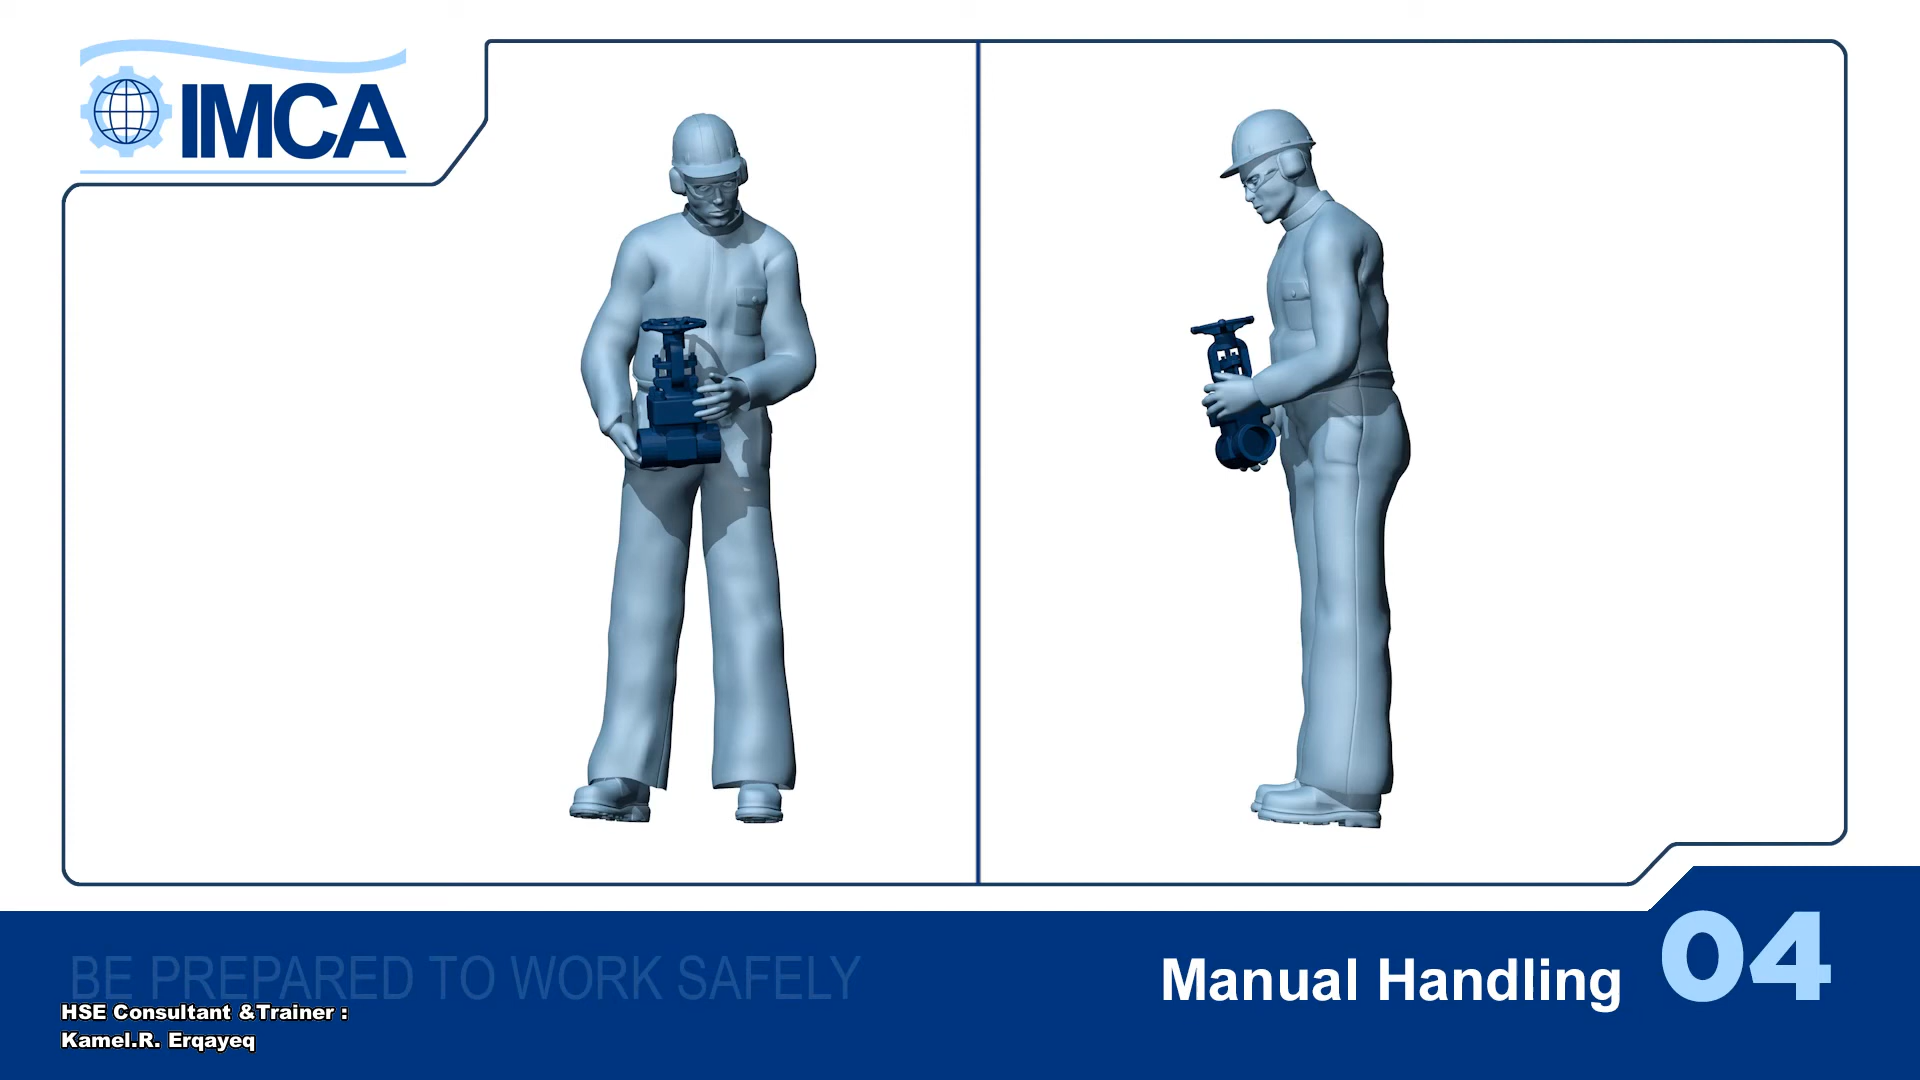 IMCA
BE PREPARED TO WORK SAFELY
Manual Handling
04
HSE Consultant &Trainer :
Kamel.R. Erqayeq